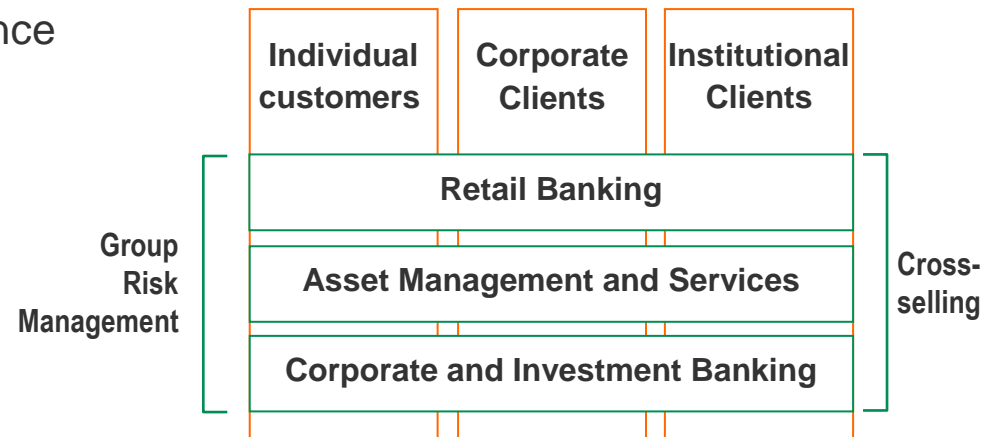 Individual
customers
Corporate
Clients
Institutional
Clients
Retail Banking
Group
Risk
Management
Asset Management and Services
Cross-
selling
Corporate and Investment Banking